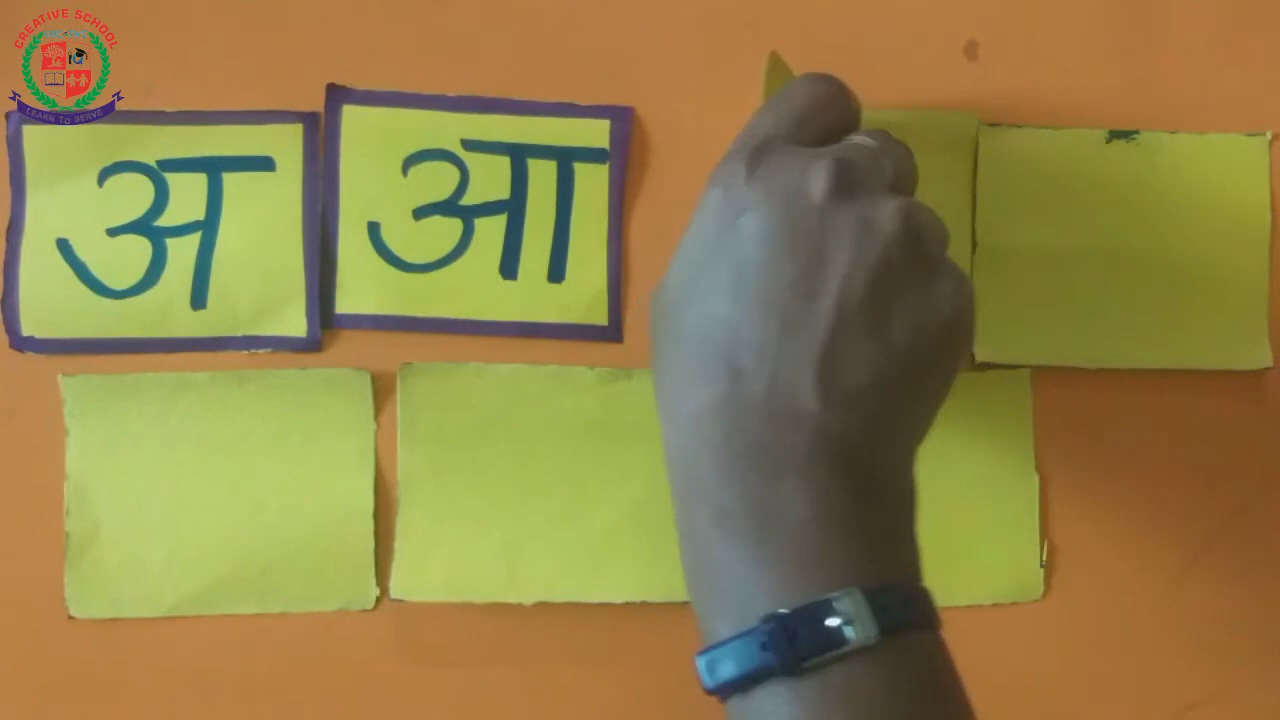 CREATIVE SCHOOL
LEARN TO SERVE
अ आ